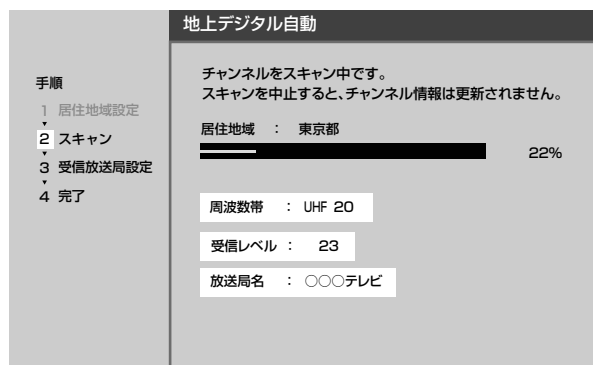 地上デジタル自動
手順
1 居住地域設定
2 スキャン
3 受信放送局設定
4 完了
チャンネルをスキャン中です。
スキャンを中止すると、チャンネル情報は更新されません。
居住地域 ： 東京都
22%
周波数帯 ： UHF 20
受信レベル ： 23
放送局名 ： ○○○テレビ